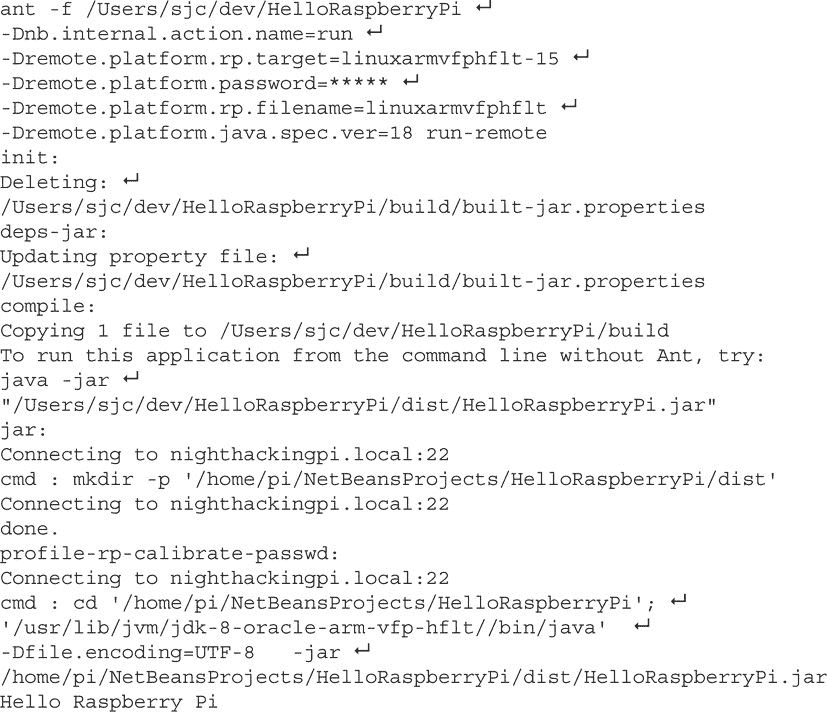 ant -f /Users/sjc/dev/HelloRaspberryPi ↵
-Dnb.internal.action.name=run ↵
-Dremote.platform.rp.target=linuxarmvfphflt-15 ↵
-Dremote.platform.password=***** ↵
-Dremote.platform.rp.filename=linuxarmvfphflt ↵
-Dremote.platform.java.spec.ver=18 run-remote
init:
Deleting: ↵
/Users/sjc/dev/HelloRaspberryPi/build/built-jar.properties
deps-jar:
Updating property file: ↵
/Users/sjc/dev/HelloRaspberryPi/build/built-jar.properties
compile:
Copying 1 file to /Users/sjc/dev/HelloRaspberryPi/build
To run this application from the command line without Ant, try:
java -jar ↵
"/Users/sjc/dev/HelloRaspberryPi/dist/HelloRaspberryPi.jar"
jar:
Connecting to nighthackingpi.local:22
cmd : mkdir -p '/home/pi/NetBeansProjects/HelloRaspberryPi/dist'
Connecting to nighthackingpi.local:22
done.
profile-rp-calibrate-passwd:
Connecting to nighthackingpi.local:22
cmd : cd '/home/pi/NetBeansProjects/HelloRaspberryPi'; ↵
'/usr/lib/jvm/jdk-8-oracle-arm-vfp-hflt//bin/java'  ↵
-Dfile.encoding=UTF-8   -jar ↵
/home/pi/NetBeansProjects/HelloRaspberryPi/dist/HelloRaspberryPi.jar
Hello Raspberry Pi